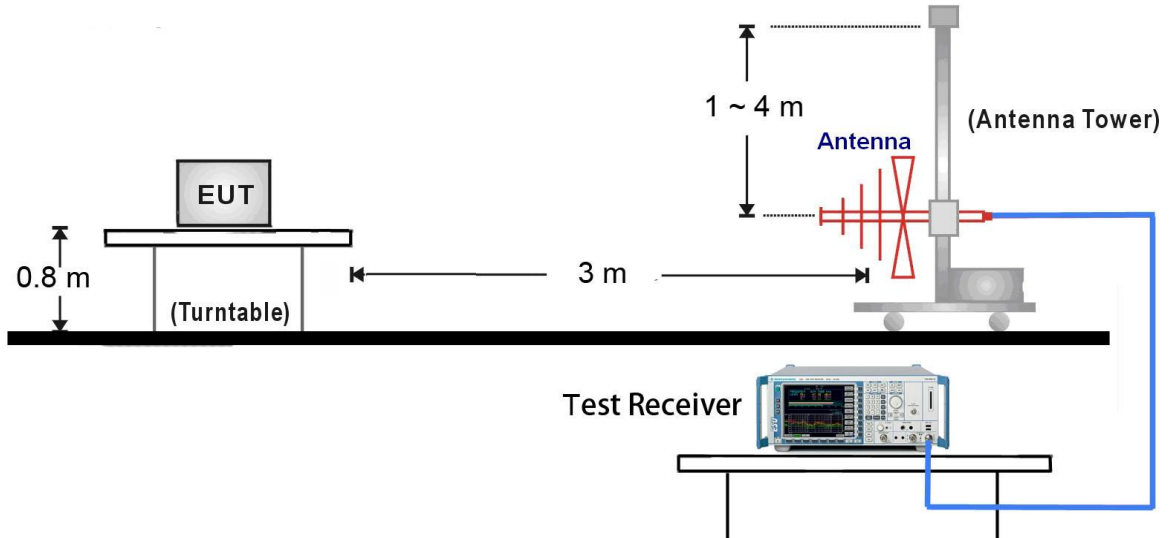 1 ~ 4 m
(Antenna Tower)
Antenna
EUT
0.8 m
3 m
(Turntable)
Test Receiver